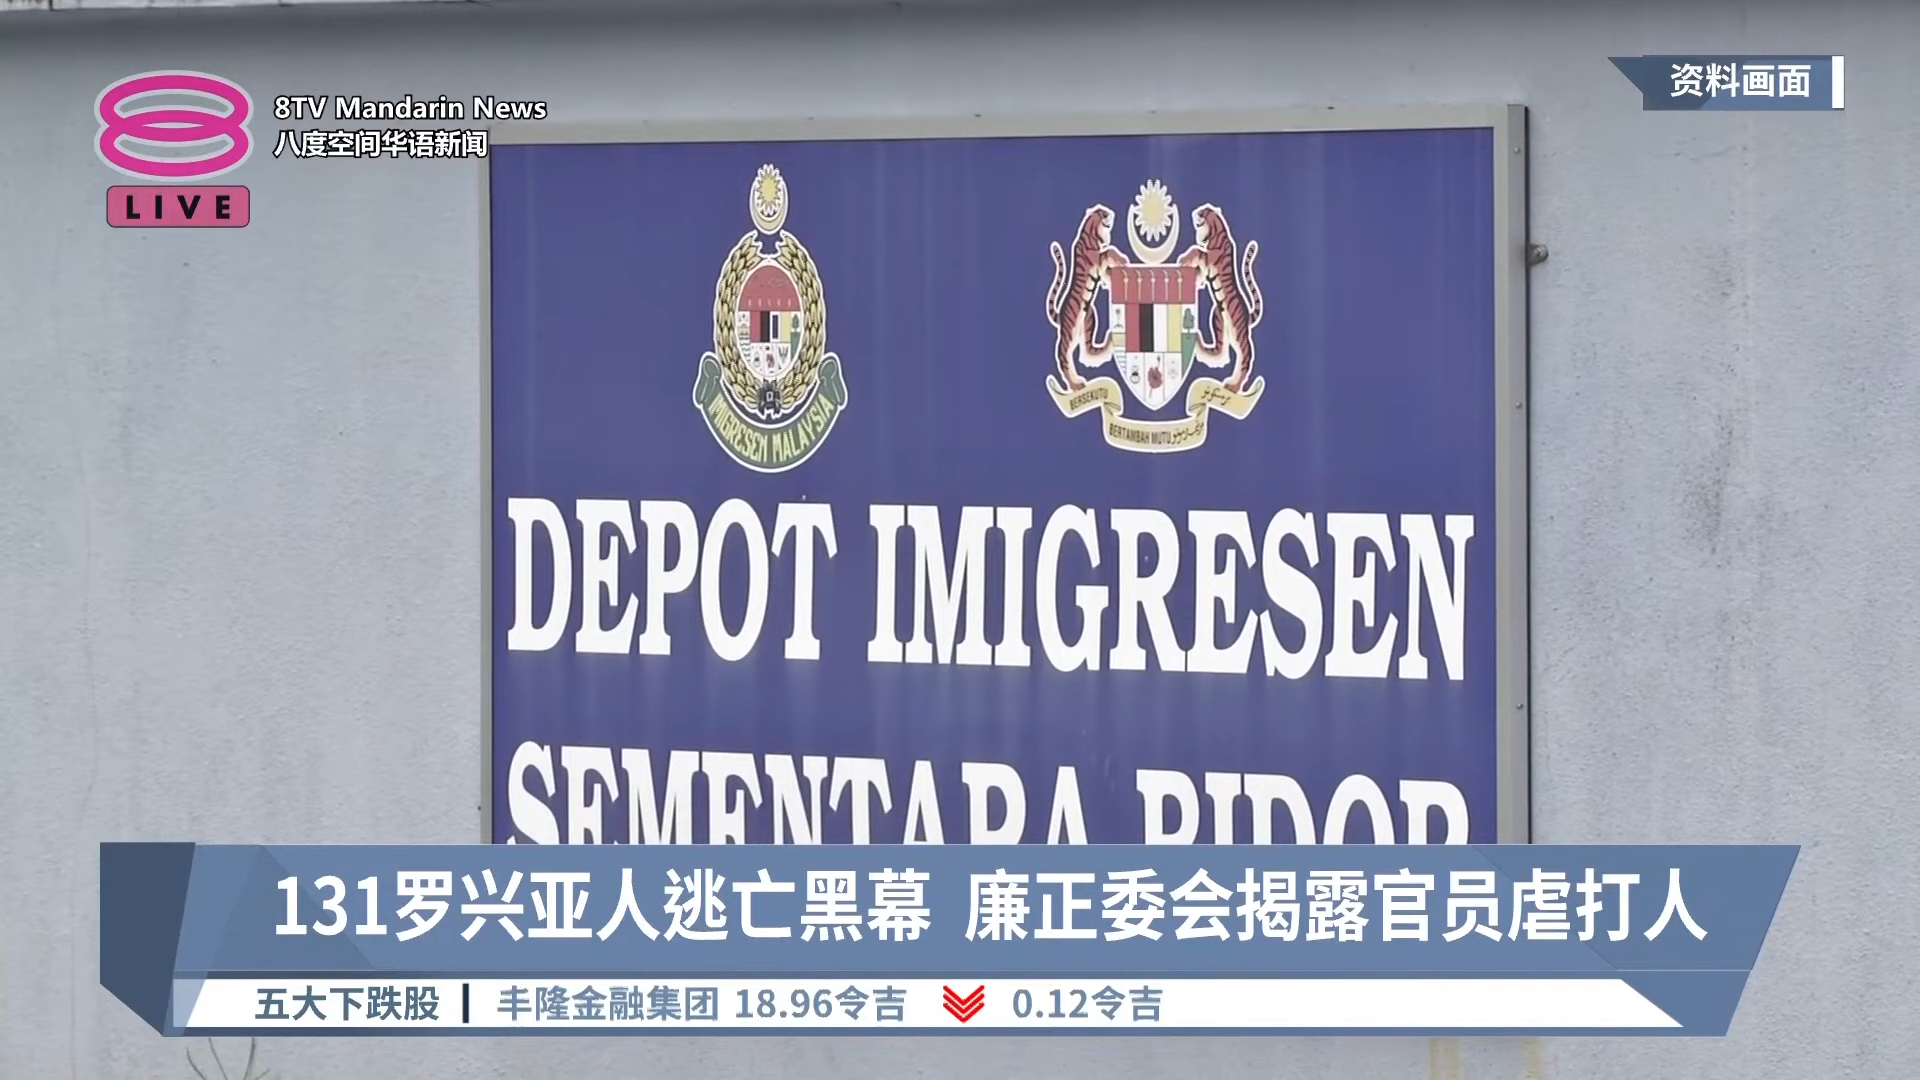 8TV Mandarin News
八度空间华语新闻
LIVE
资料画面
IMIGRESEN MALAYSIA
BERSEKUTU
BERTAMBAH MUTU
DEPOT IMIGRESEN
SEMENTARA BIDOR
131罗兴亚人逃亡黑幕 廉正委会揭露官员虐打人
五大下跌股 | 丰隆金融集团 18.96令吉 0.12令吉